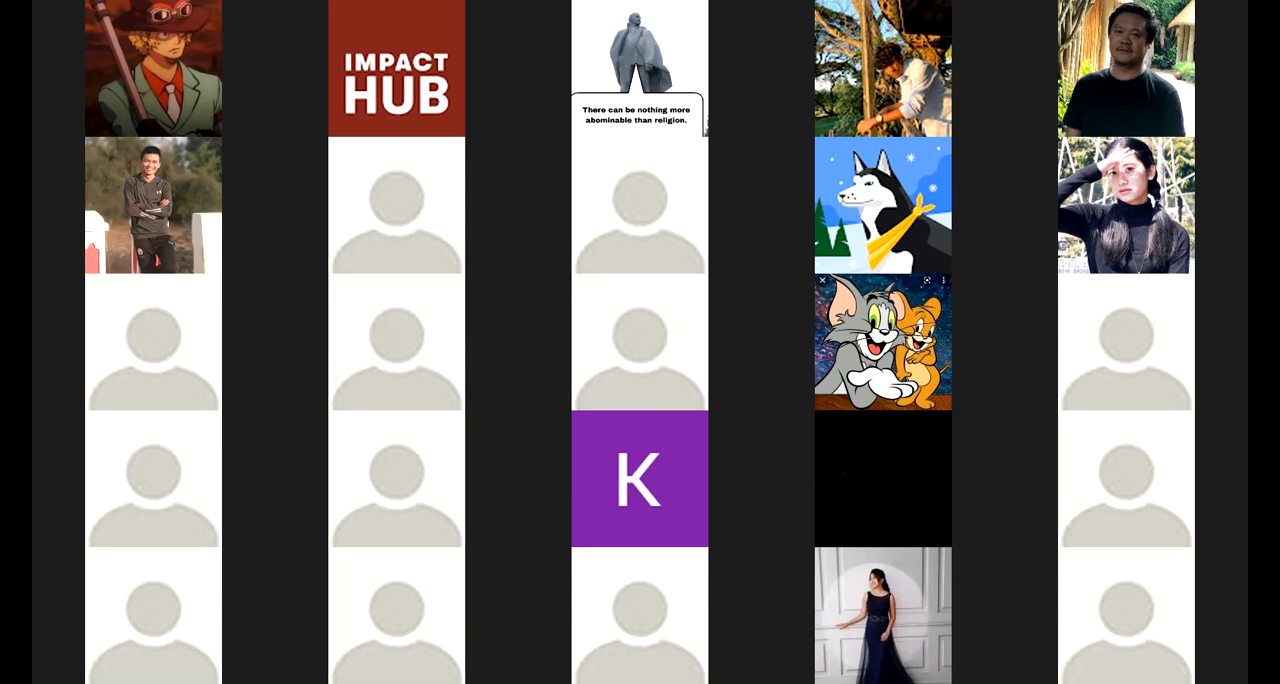 IMPACT
HUB
There can be nothing more
abominable than religion.
K